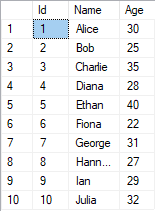 Id Name Age
1 1 Alice 30
2 2 Bob 25
3 3 Charlie 35
4 4 Diana 28
5 5 Ethan 40
6 6 Fiona 22
7 7 George 31
8 8 Hann... 27
9 9 Ian 29
10 10 Julia 32